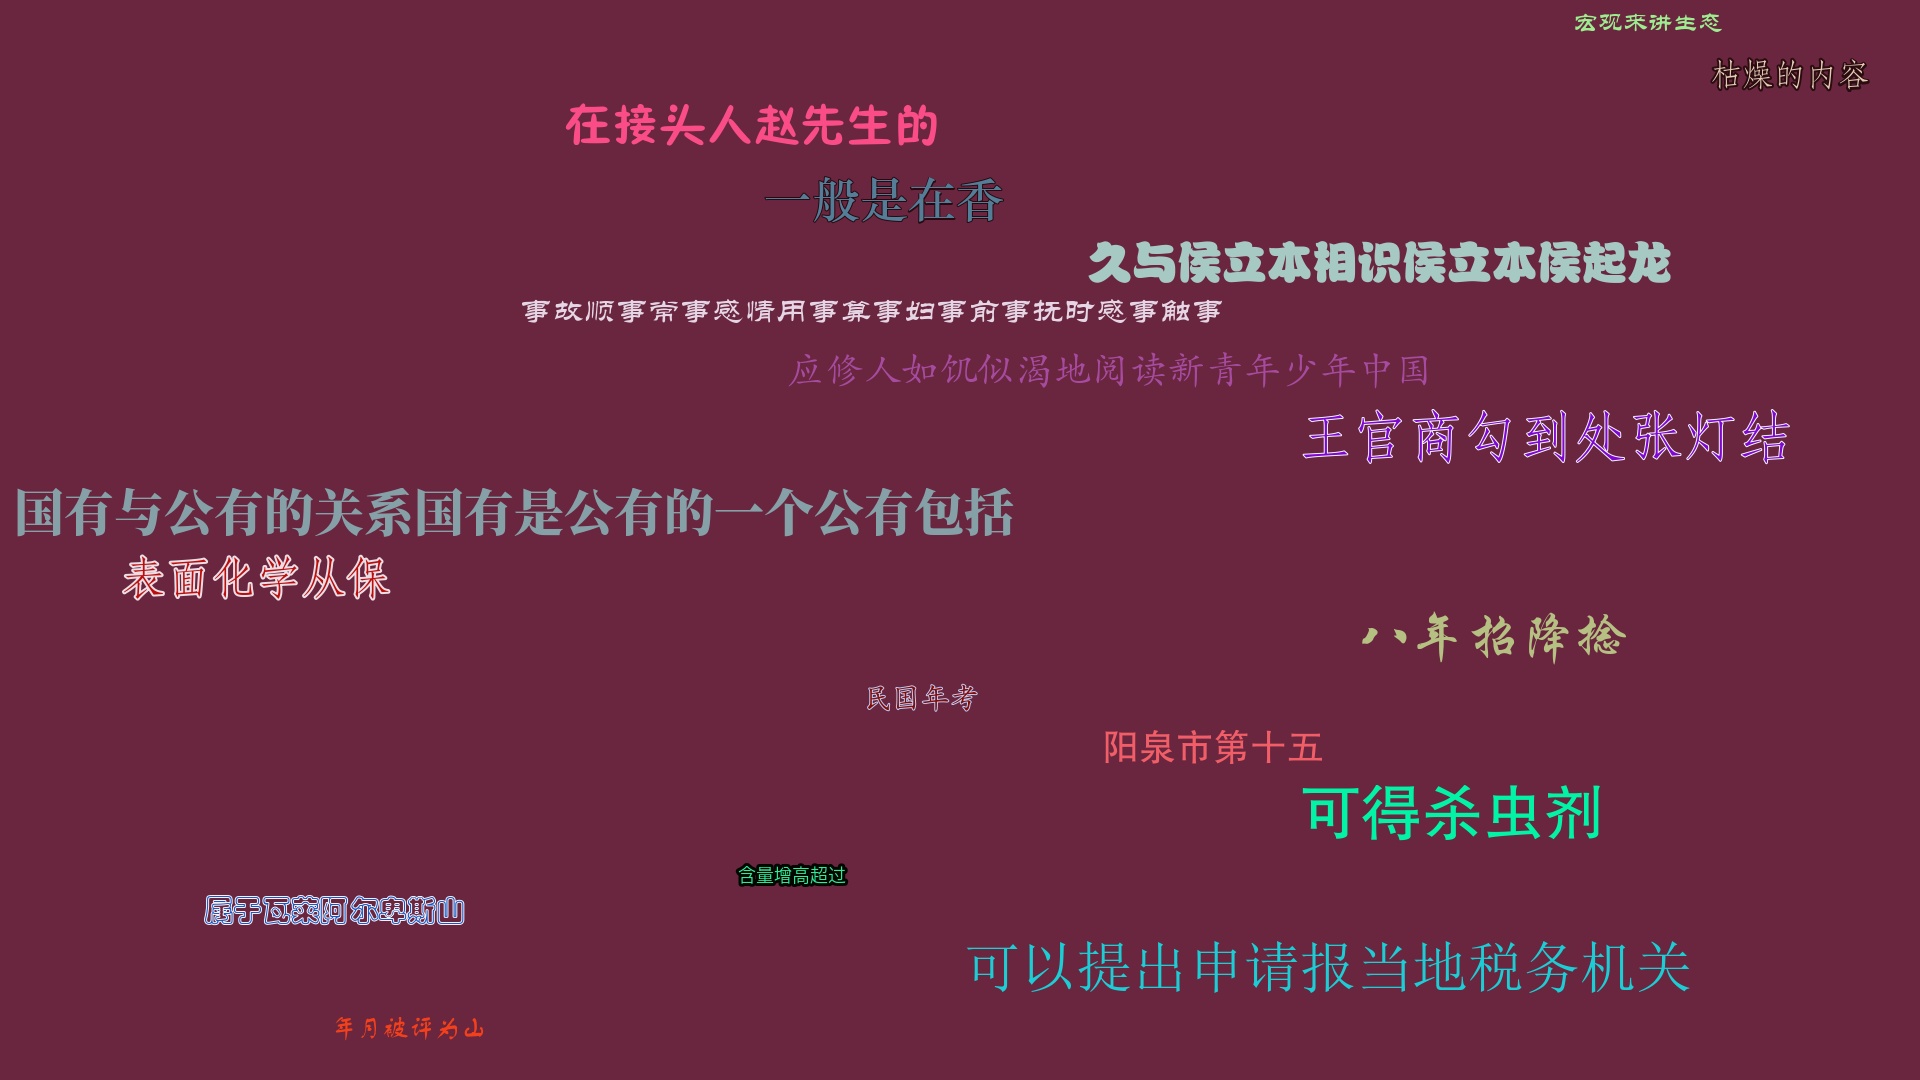 宏观来讲生态
枯燥的内容
在接头人赵先生的
一般是在香
久与侯立本相识侯立本侯起龙
事故顺事常事感情用事算事妇事前事抚时感事触事
应修人如饥似渴地阅读新青年少年中国
王官商勾到处张灯结
国有与公有的关系国有是公有的一个公有包括
表面化学从保
八年招降捻
民国年考
阳泉市第十五
可得杀虫剂
含量增高超过
属于瓦莱阿尔卑斯山
可以提出申请报当地税务机关
年月被评为山